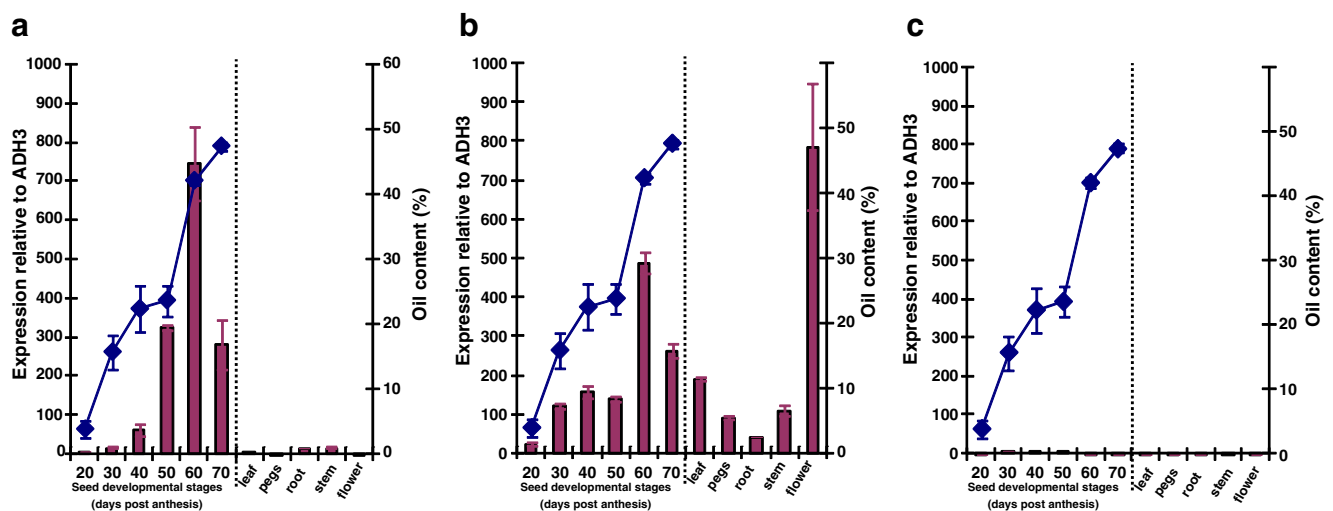 a
Expression relative to ADH3
1000
900
800
700
600
500
400
300
200
100
0
60
50
40
30
20
10
0
Oil content (%)
20 30 40 50 60 70 leaf pegs root stem flower
Seed developmental stages
(days post anthesis)
b
Expression relative to ADH3
1000
900
800
700
600
500
400
300
200
100
0
50
40
30
20
10
0
Oil content (%)
20 30 40 50 60 70 leaf pegs root stem flower
Seed developmental stages
(days post anthesis)
c
Expression relative to ADH3
1000
900
800
700
600
500
400
300
200
100
0
50
40
30
20
10
0
Oil content (%)
20 30 40 50 60 70 leaf pegs root stem flower
Seed developmental stages
(days post anthesis)